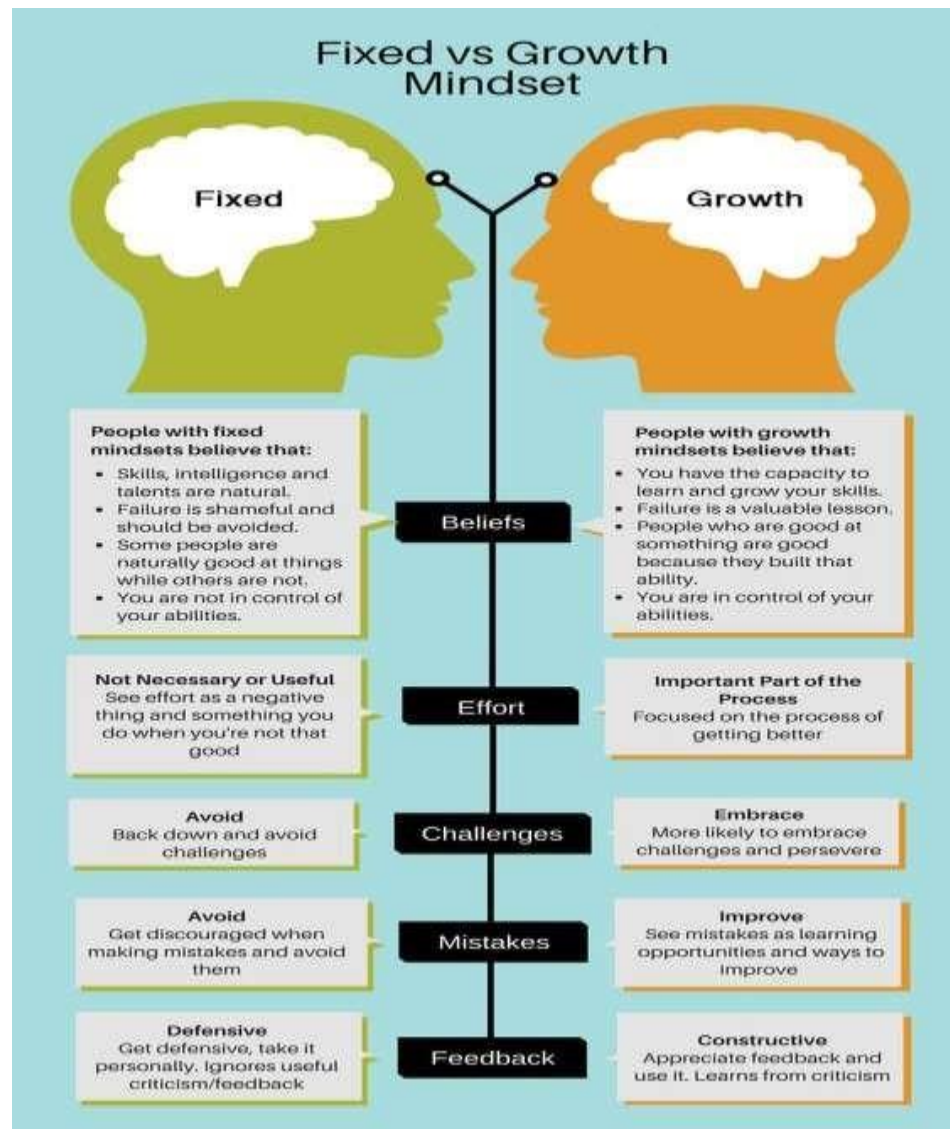 Fixed vs Growth
Mindset
Fixed
Growth
People with fixed
mindsets believe that:
• Skills, intelligence and
talents are natural.
• Failure is shameful and
should be avoided.
• Some people are
naturally good at things
while others are not.
• You are not in control of
your abilities.
Beliefs
People with growth
mindsets believe that:
• You have the capacity to
learn and grow your skills.
• Failure is a valuable lesson.
• People who are good at
something are good
because they built that
ability.
• You are in control of your
abilities.
Not Necessary or Useful
See effort as a negative
thing and something you
do when you're not that
good
Effort
Important Part of the
Process
Focused on the process of
getting better
Avoid
Back down and avoid
challenges
Challenges
Embrace
More likely to embrace
challenges and persevere
Avoid
Get discouraged when
making mistakes and avoid
them
Mistakes
Improve
See mistakes as learning
opportunities and ways to
improve
Defensive
Get defensive, take it
personally. Ignores useful
criticism/feedback
Feedback
Constructive
Appreciate feedback and
use it. Learns from criticism